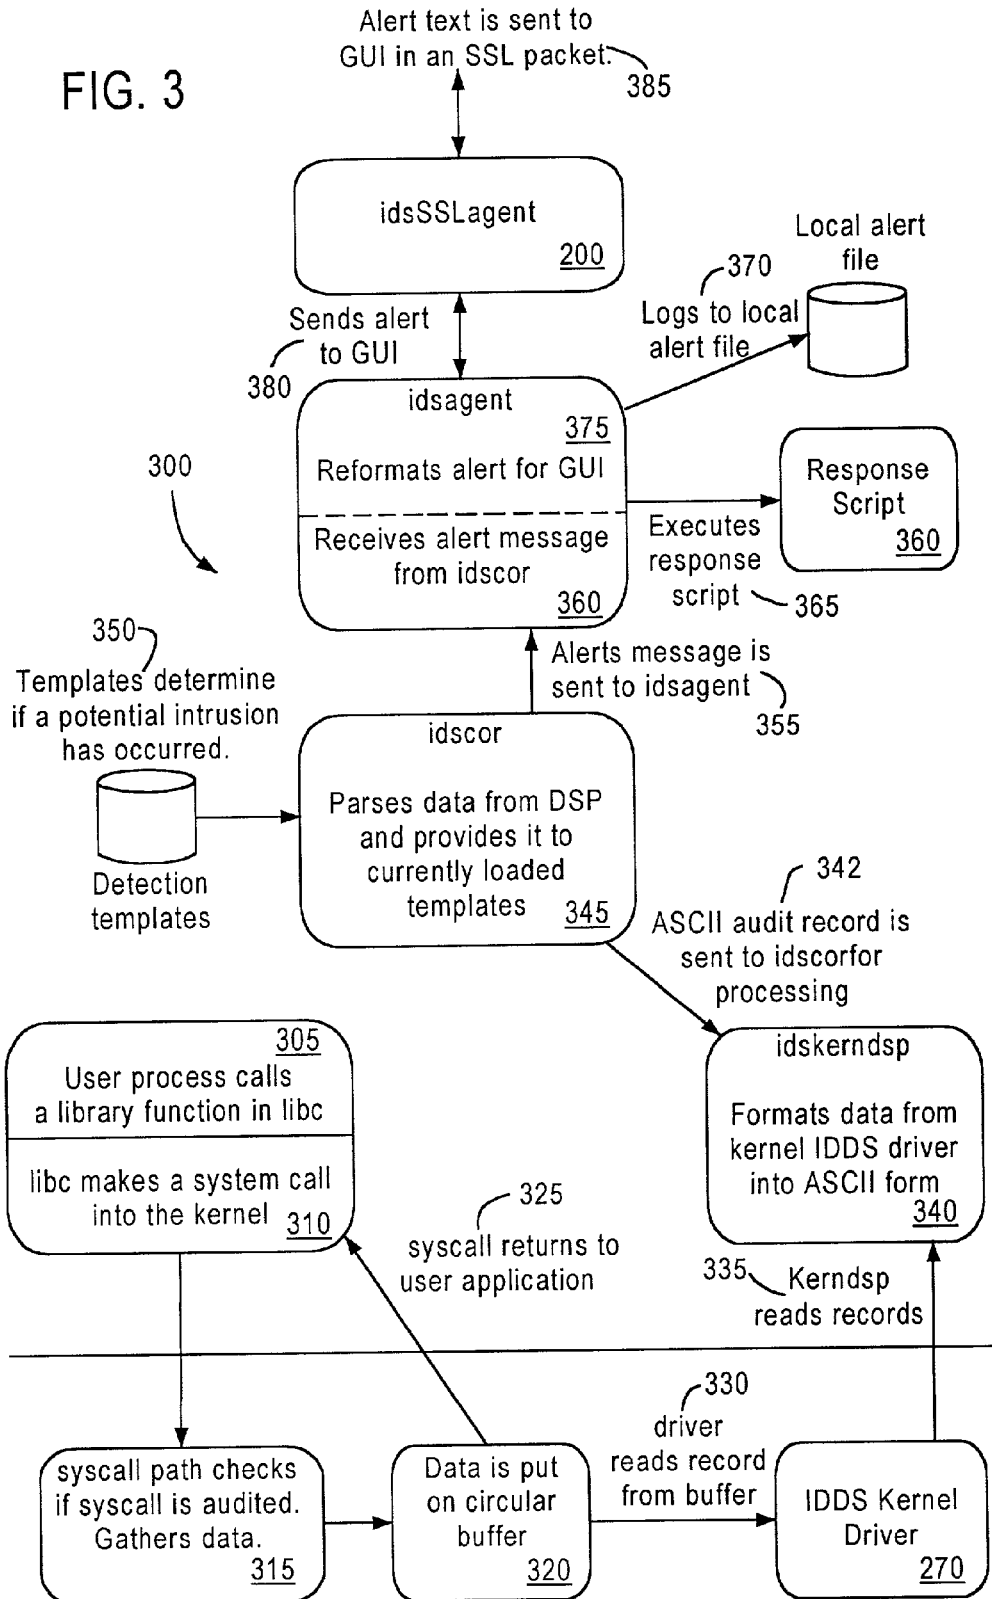 Alert text is sent to
GUI in an SSL packet.
385
FIG. 3
idsSSLagent
200
Local alert
file
370
Logs to local
alert file
Sends alert
to GUI
380
idsagent
375
Reformats alert for GUI
Receives alert message
from idscor
360
300
Response
Script
360
Executes
response
script
365
350
Templates determine
if a potential intrusion
has occurred.
Alerts message is
sent to idsagent
355
idscor
Parses data from DSP
and provides it to
currently loaded
templates
345
Detection
templates
342
ASCII audit record is
sent to idscorfor
processing
305
User process calls
a library function in libc
libc makes a system call
into the kernel
310
idskerndsp
Formats data from
kernel IDDS driver
into ASCII form
340
325
syscall returns to
user application
335
Kerndsp
reads records
330
driver
reads record
from buffer
syscall path checks
if syscall is audited.
Gathers data.
315
Data is put
on circular
buffer
320
IDDS Kernel
Driver
270